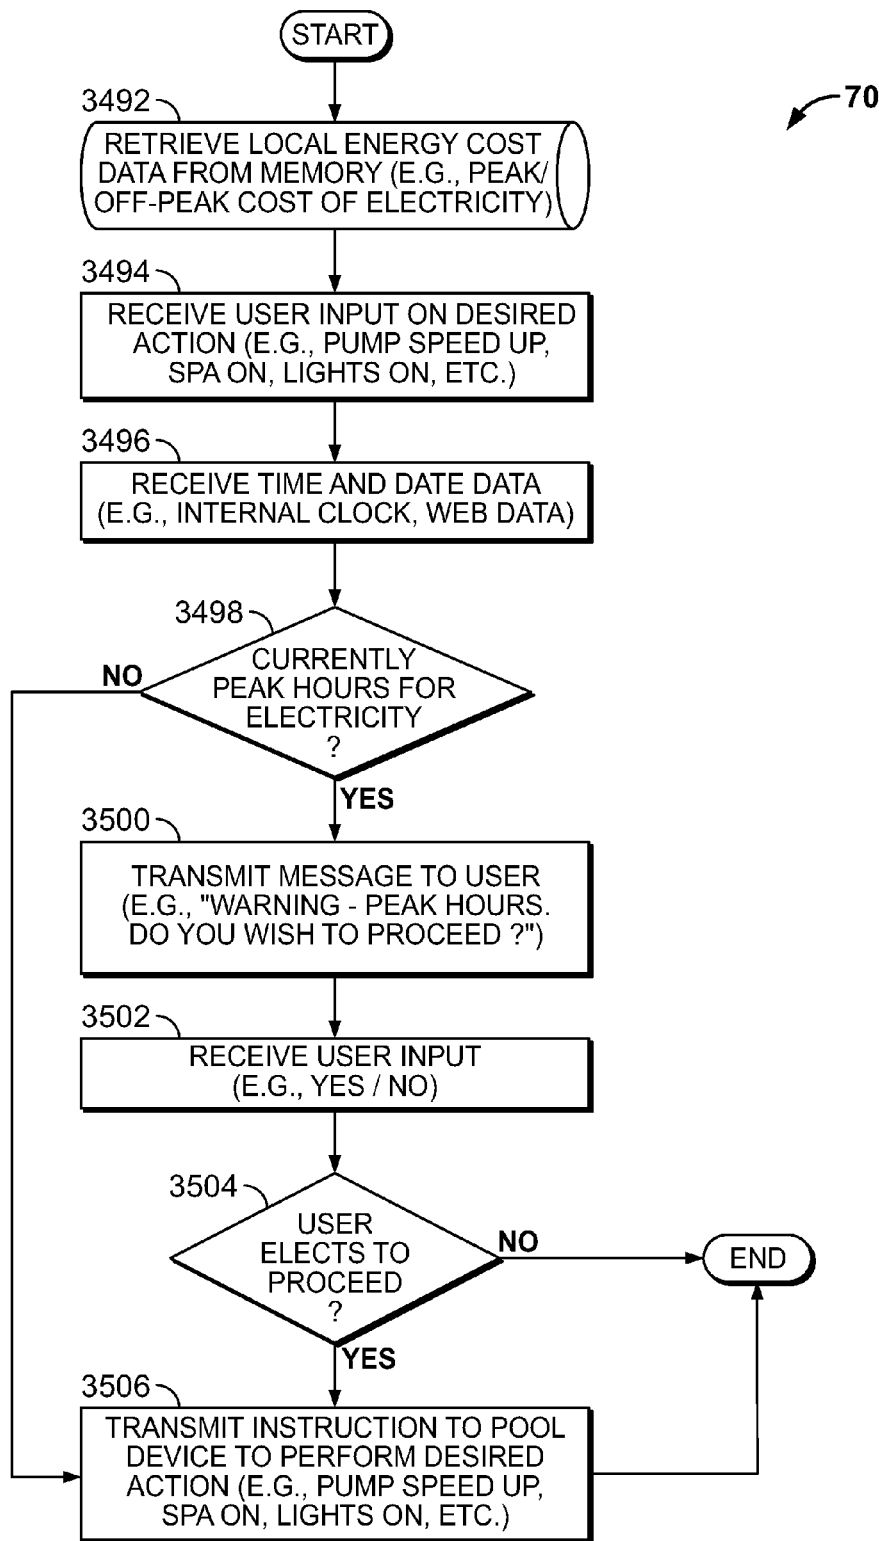 START
70
3492
RETRIEVE LOCAL ENERGY COST
DATA FROM MEMORY (E.G., PEAK/
OFF-PEAK COST OF ELECTRICITY)
3494
RECEIVE USER INPUT ON DESIRED
ACTION (E.G., PUMP SPEED UP,
SPA ON, LIGHTS ON, ETC.)
3496
RECEIVE TIME AND DATE DATA
(E.G., INTERNAL CLOCK, WEB DATA)
3498
CURRENTLY
PEAK HOURS FOR
ELECTRICITY
?
NO
YES
3500
TRANSMIT MESSAGE TO USER
(E.G., "WARNING - PEAK HOURS.
DO YOU WISH TO PROCEED ?")
3502
RECEIVE USER INPUT
(E.G., YES / NO)
3504
USER
ELECTS TO
PROCEED
?
NO
END
YES
3506
TRANSMIT INSTRUCTION TO POOL
DEVICE TO PERFORM DESIRED
ACTION (E.G., PUMP SPEED UP,
SPA ON, LIGHTS ON, ETC.)